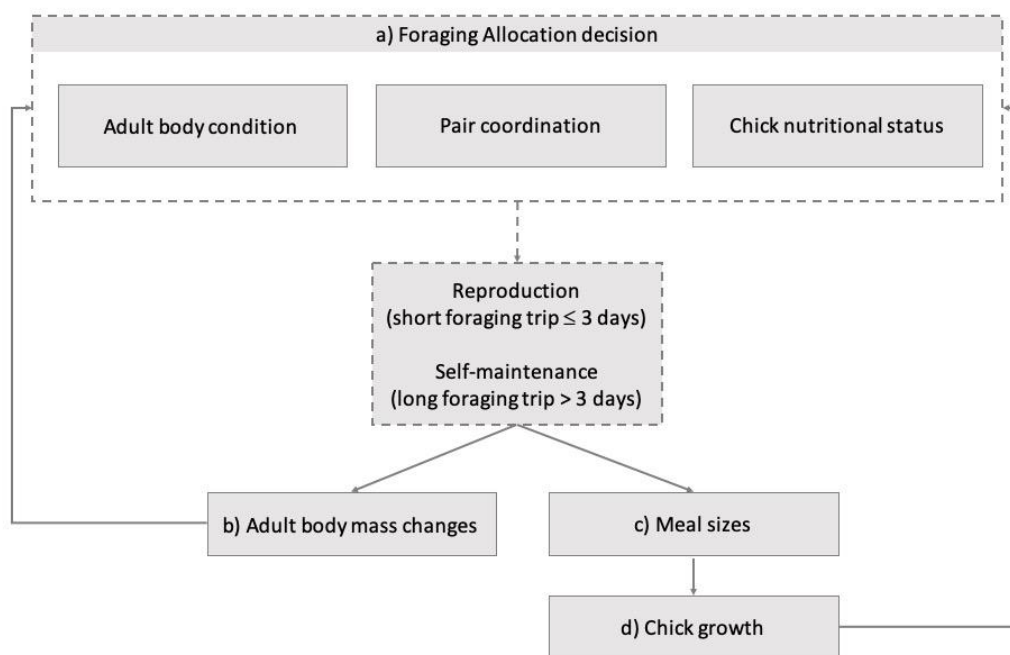 a) Foraging Allocation decision
Adult body condition
Pair coordination
Chick nutritional status
Reproduction
(short foraging trip ≤ 3 days)
Self-maintenance
(long foraging trip > 3 days)
b) Adult body mass changes
c) Meal sizes
d) Chick growth